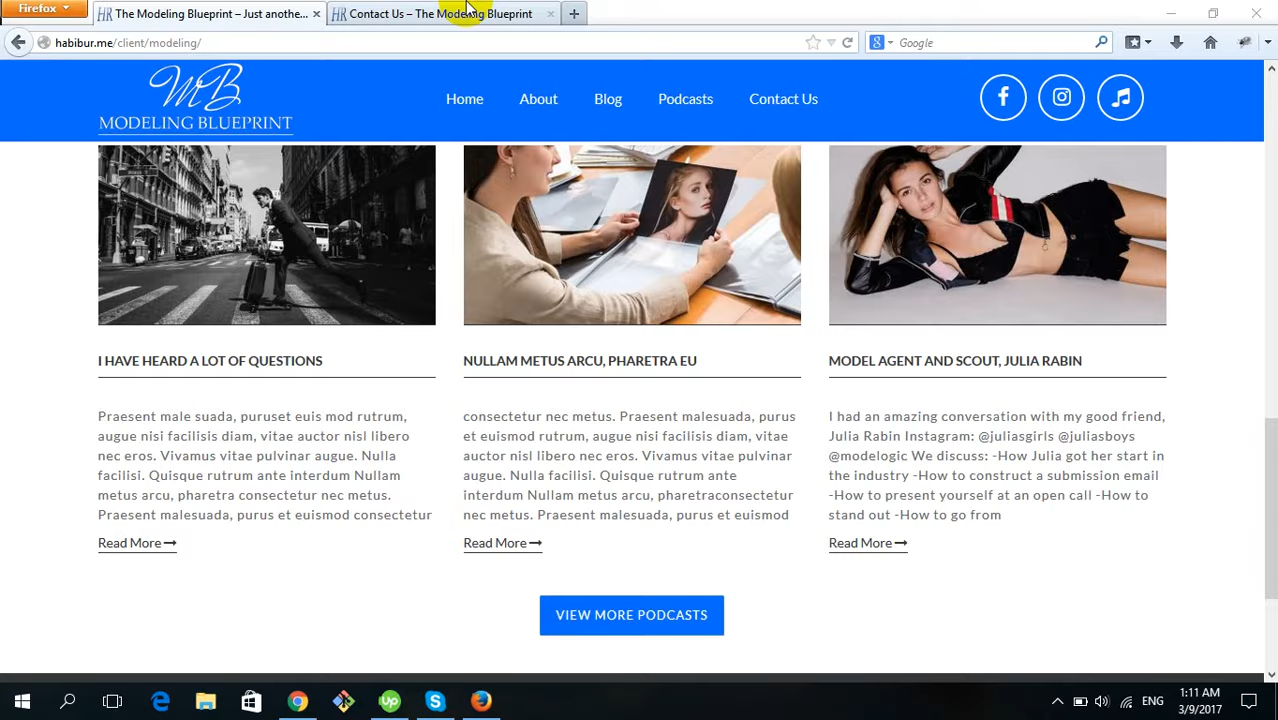 Firefox
The Modeling Blueprint – Just anothe...
Contact Us – The Modeling Blueprint
habibur.me/client/modeling/
Google
MB
MODELING BLUEPRINT
Home
About
Blog
Podcasts
Contact Us
I HAVE HEARD A LOT OF QUESTIONS
Praesent male suada, puruset euis mod rutrum,
augue nisi facilisis diam, vitae auctor nisl libero
nec eros. Vivamus vitae pulvinar augue. Nulla
facilisi. Quisque rutrum ante interdum Nullam
metus arcu, pharetra consectetur nec metus.
Praesent malesuada, purus et euismod consectetur
Read More
NULLAM METUS ARCU, PHARETRA EU
consectetur nec metus. Praesent malesuada, purus
et euismod rutrum, augue nisi facilisis diam, vitae
auctor nisl libero nec eros. Vivamus vitae pulvinar
augue. Nulla facilisi. Quisque rutrum ante
interdum Nullam metus arcu, pharetraconsectetur
nec metus. Praesent malesuada, purus et euismod
Read More
MODEL AGENT AND SCOUT, JULIA RABIN
I had an amazing conversation with my good friend,
Julia Rabin Instagram: @juliasgirls @juliasboys
@modelogic We discuss: -How Julia got her start in
the industry -How to construct a submission email
-How to present yourself at an open call -How to
stand out -How to go from
Read More
VIEW MORE PODCASTS
ENG
1:11 AM
3/9/2017